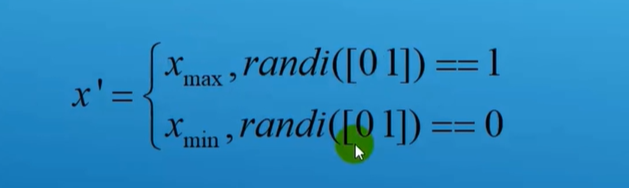 x' = { x_max , randi([0 1]) == 1
x_min , randi([0 1]) == 0